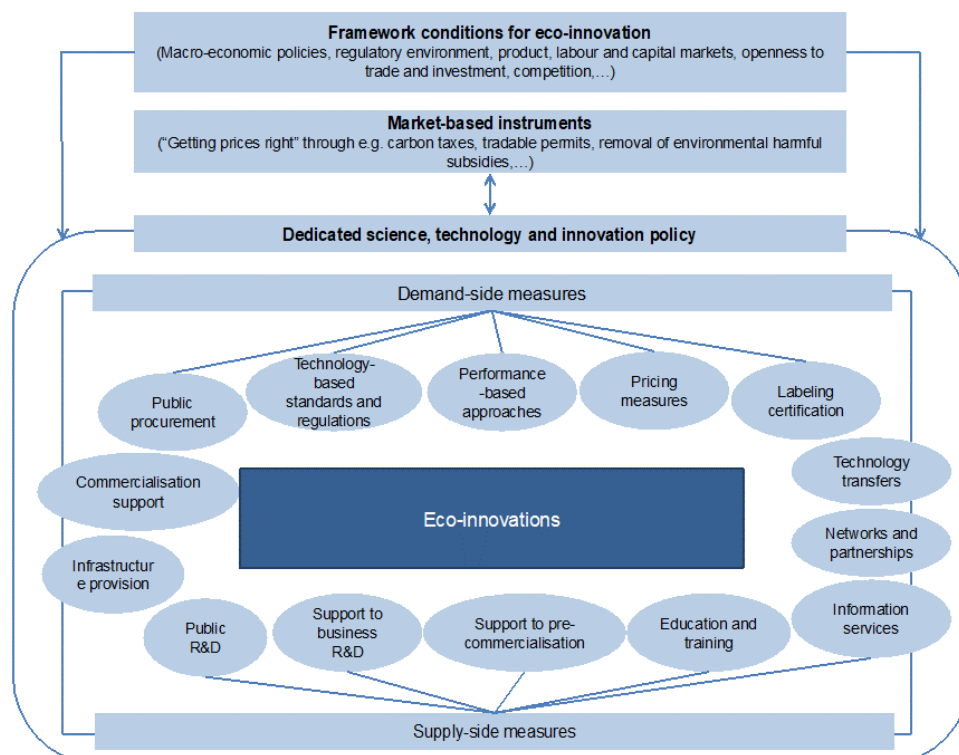 Framework conditions for eco-innovation
(Macro-economic policies, regulatory environment, product, labour and capital markets, openness to
trade and investment, competition,…)
Market-based instruments
(“Getting prices right” through e.g. carbon taxes, tradable permits, removal of environmental harmful
subsidies,…)
Dedicated science, technology and innovation policy
Demand-side measures
Public
procurement
Technology-
based
standards and
regulations
Performance
-based
approaches
Pricing
measures
Labeling
certification
Commercialisation
support
Technology
transfers
Eco-innovations
Networks and
partnerships
Infrastructur
e provision
Public
R&D
Support to
business
R&D
Support to pre-
commercialisation
Education and
training
Information
services
Supply-side measures